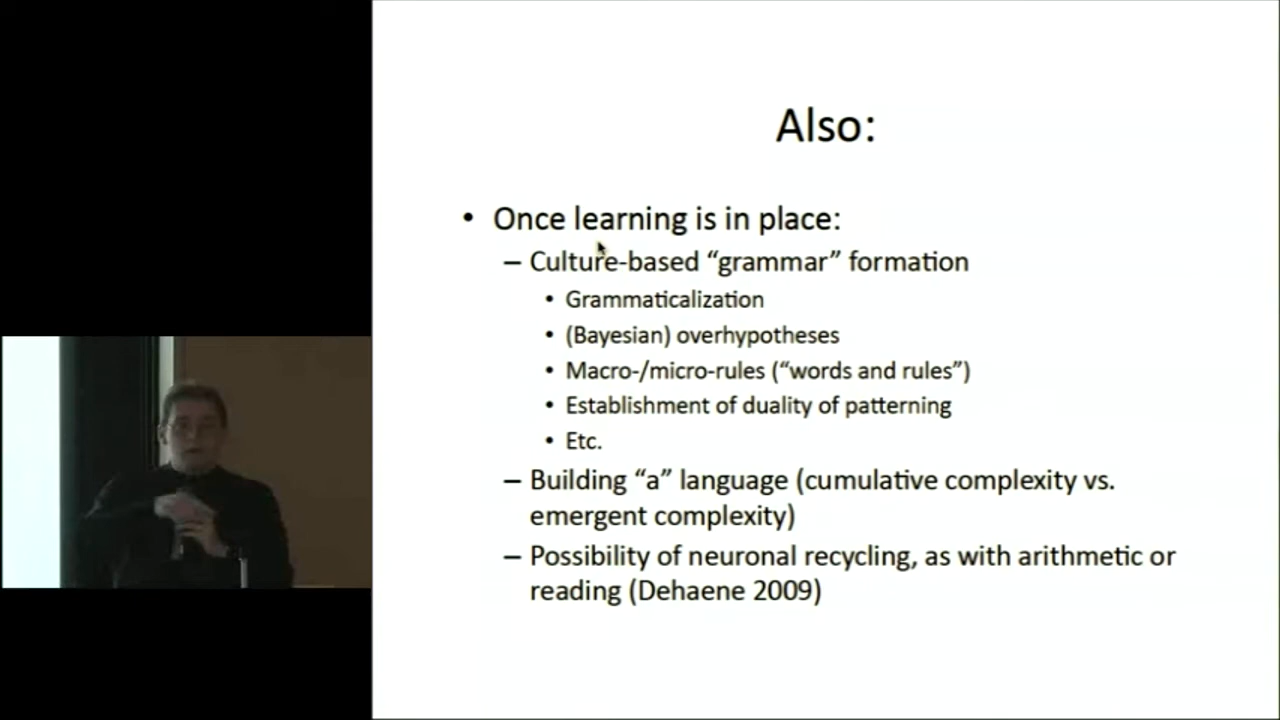 Also:
• Once learning is in place:
– Culture-based “grammar” formation
• Grammaticalization
• (Bayesian) overhypotheses
• Macro-/micro-rules (“words and rules”)
• Establishment of duality of patterning
• Etc.
– Building “a” language (cumulative complexity vs.
emergent complexity)
– Possibility of neuronal recycling, as with arithmetic or
reading (Dehaene 2009)